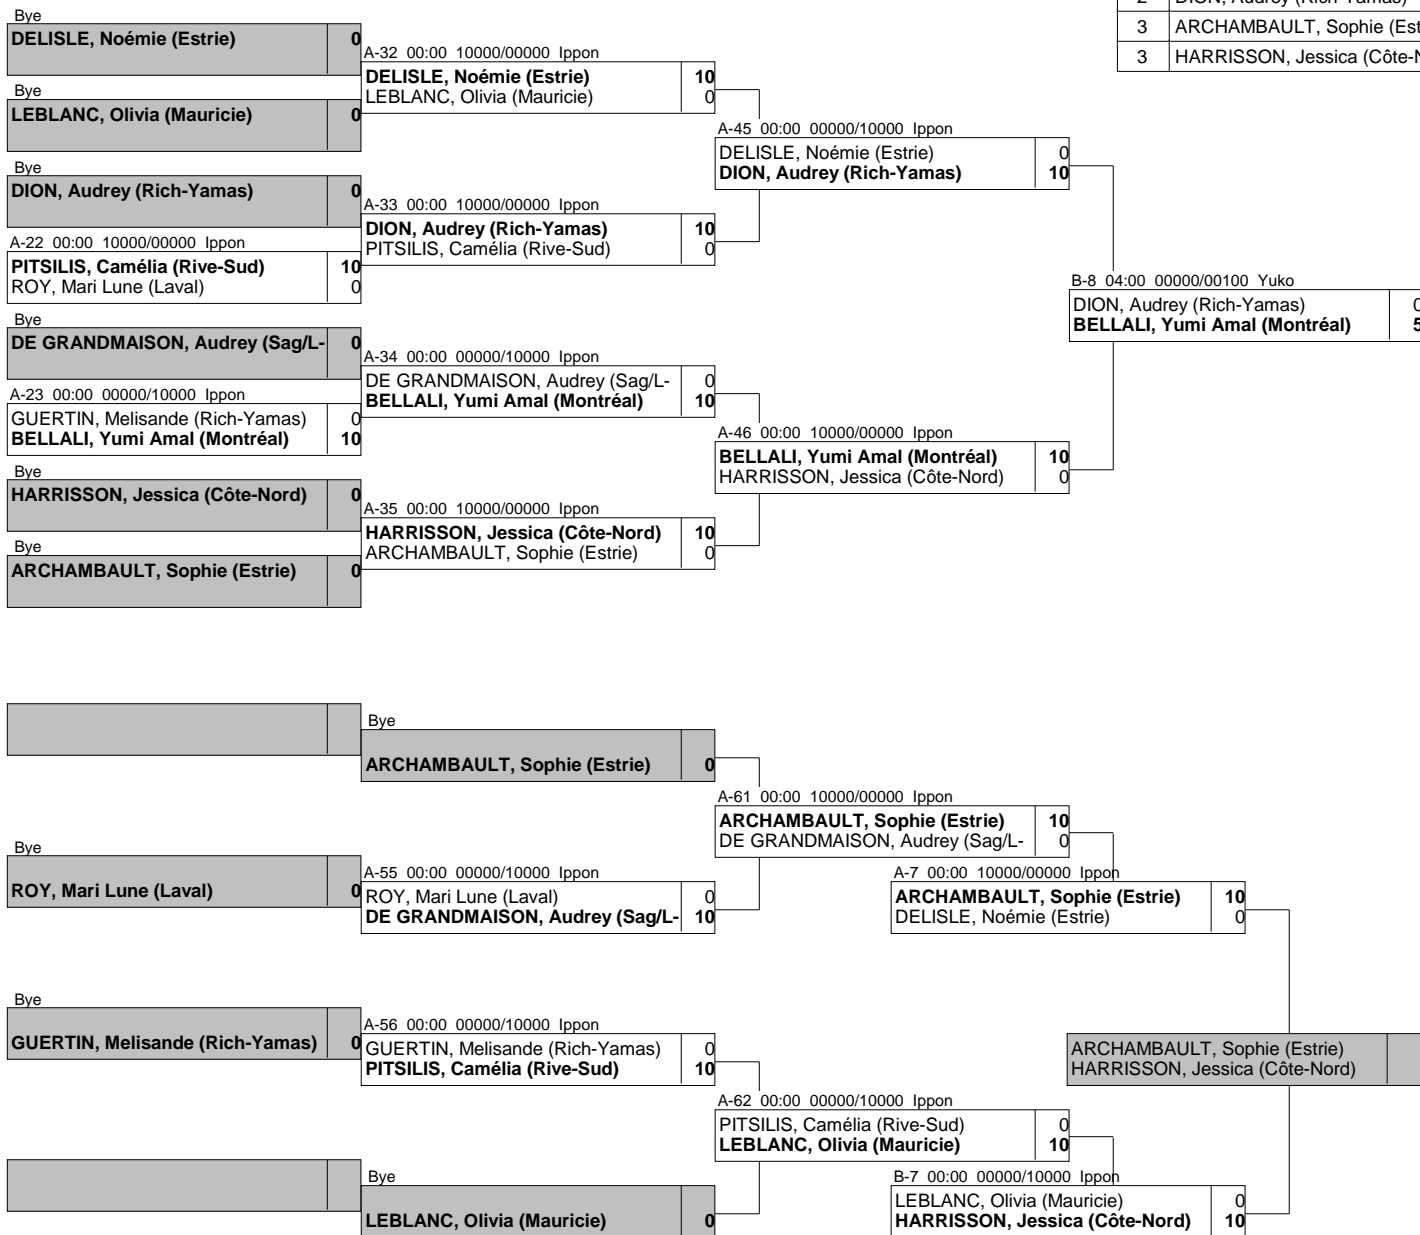 2 DION, Audrey (Rich-Yamas)
3 ARCHAMBAULT, Sophie (Est
3 HARRISSON, Jessica (Côte-N
Bye
DELISLE, Noémie (Estrie) 0
Bye
LEBLANC, Olivia (Mauricie) 0
Bye
DION, Audrey (Rich-Yamas) 0
A-22 00:00 10000/00000 Ippon
PITSILIS, Camélia (Rive-Sud) 10
ROY, Mari Lune (Laval) 0
Bye
DE GRANDMAISON, Audrey (Sag/L- 0
A-23 00:00 00000/10000 Ippon
GUERTIN, Melisande (Rich-Yamas) 0
BELLALI, Yumi Amal (Montréal) 10
Bye
HARRISSON, Jessica (Côte-Nord) 0
Bye
ARCHAMBAULT, Sophie (Estrie) 0
A-32 00:00 10000/00000 Ippon
DELISLE, Noémie (Estrie) 10
LEBLANC, Olivia (Mauricie) 0
A-33 00:00 10000/00000 Ippon
DION, Audrey (Rich-Yamas) 10
PITSILIS, Camélia (Rive-Sud) 0
A-34 00:00 00000/10000 Ippon
DE GRANDMAISON, Audrey (Sag/L- 0
BELLALI, Yumi Amal (Montréal) 10
A-35 00:00 10000/00000 Ippon
HARRISSON, Jessica (Côte-Nord) 10
ARCHAMBAULT, Sophie (Estrie) 0
A-45 00:00 00000/10000 Ippon
DELISLE, Noémie (Estrie) 0
DION, Audrey (Rich-Yamas) 10
A-46 00:00 10000/00000 Ippon
BELLALI, Yumi Amal (Montréal) 10
HARRISSON, Jessica (Côte-Nord) 0
B-8 04:00 00000/00100 Yuko
DION, Audrey (Rich-Yamas) 0
BELLALI, Yumi Amal (Montréal) 5
Bye
ROY, Mari Lune (Laval) 0
Bye
GUERTIN, Melisande (Rich-Yamas) 0
Bye
ARCHAMBAULT, Sophie (Estrie) 0
A-55 00:00 00000/10000 Ippon
ROY, Mari Lune (Laval) 0
DE GRANDMAISON, Audrey (Sag/L- 10
A-56 00:00 00000/10000 Ippon
GUERTIN, Melisande (Rich-Yamas) 0
PITSILIS, Camélia (Rive-Sud) 10
Bye
LEBLANC, Olivia (Mauricie) 0
A-61 00:00 10000/00000 Ippon
ARCHAMBAULT, Sophie (Estrie) 10
DE GRANDMAISON, Audrey (Sag/L- 0
A-62 00:00 00000/10000 Ippon
PITSILIS, Camélia (Rive-Sud) 0
LEBLANC, Olivia (Mauricie) 10
A-7 00:00 10000/00000 Ippon
ARCHAMBAULT, Sophie (Estrie) 10
DELISLE, Noémie (Estrie) 0
B-7 00:00 00000/10000 Ippon
LEBLANC, Olivia (Mauricie) 0
HARRISSON, Jessica (Côte-Nord) 10
ARCHAMBAULT, Sophie (Estrie)
HARRISSON, Jessica (Côte-Nord)